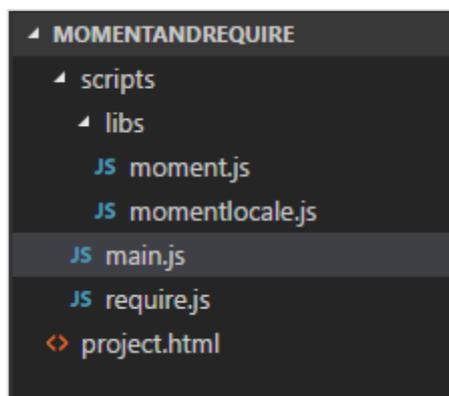 MOMENTANDREQUIRE
scripts
libs
JS moment.js
JS momentlocale.js
JS main.js
JS require.js
<> project.html